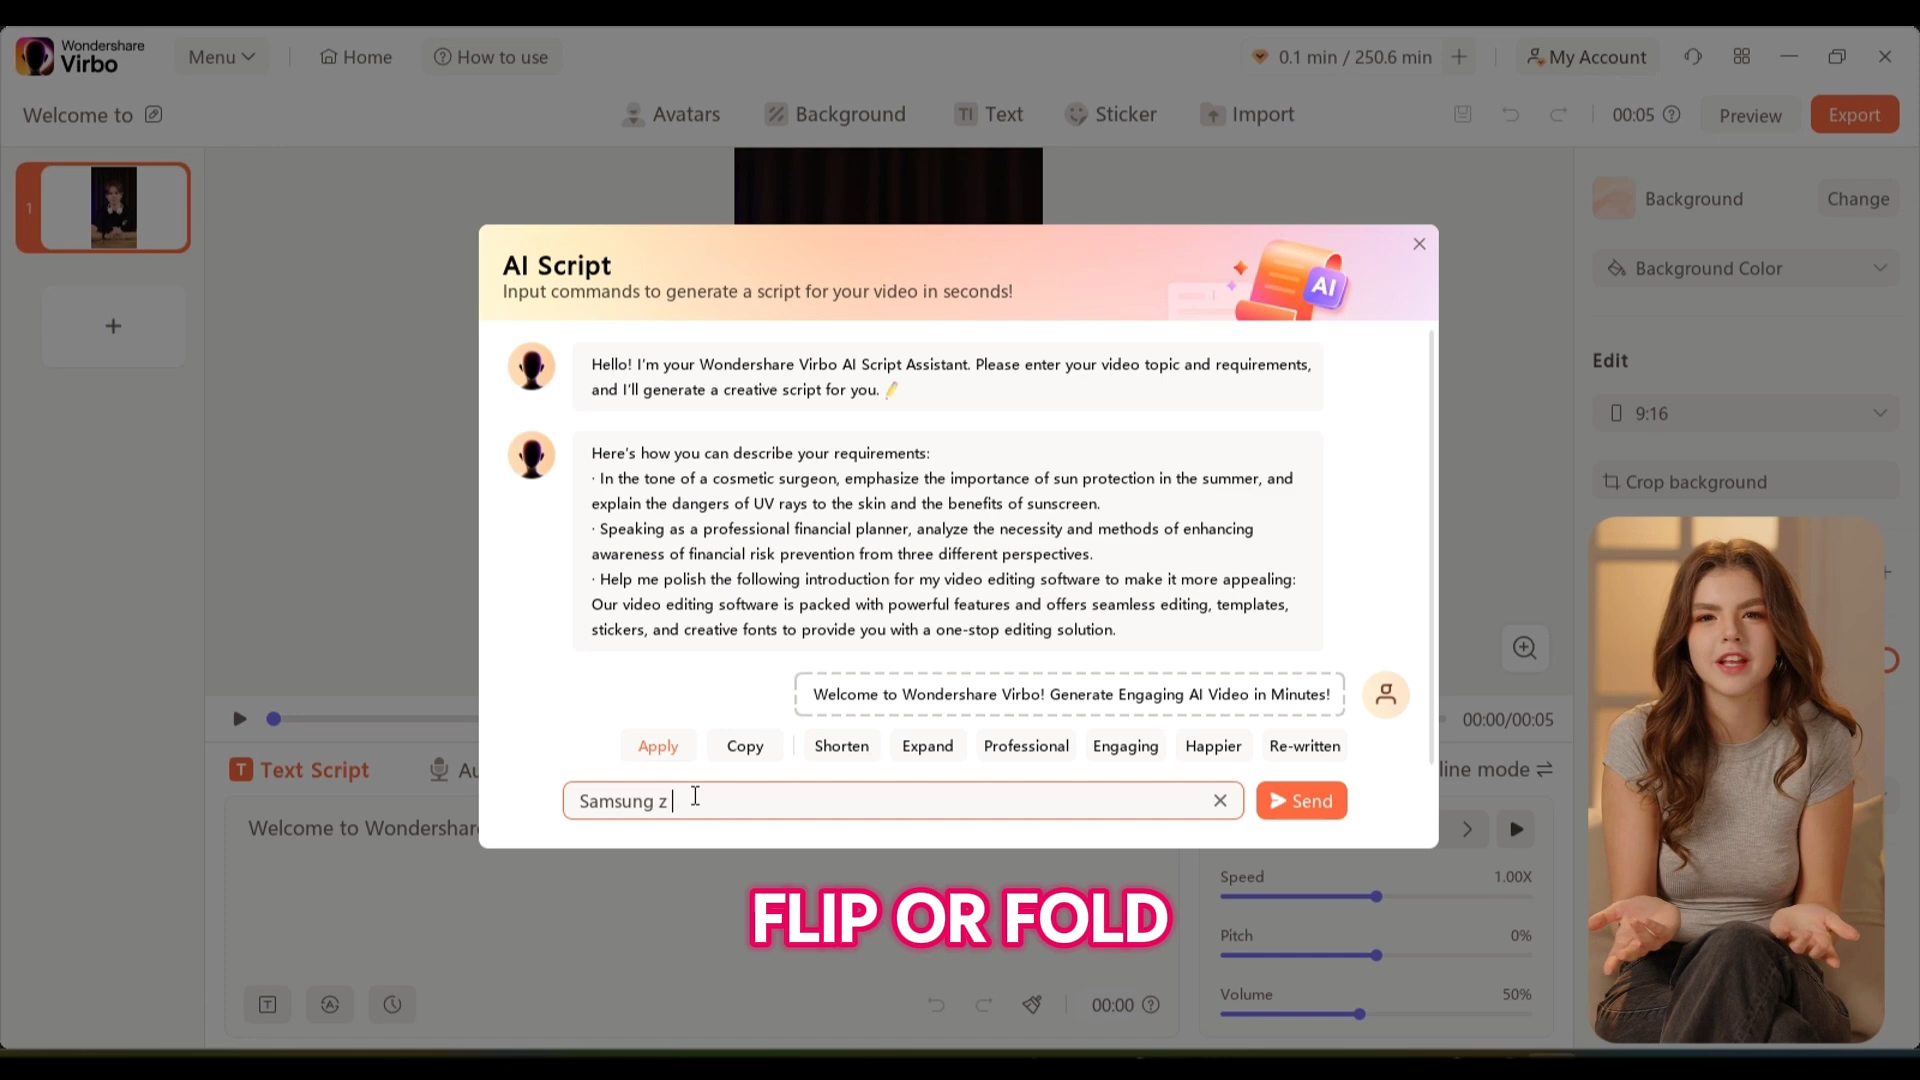 Wondershare
Virbo
Menu
Home
How to use
0.1 min / 250.6 min
My Account
Welcome to
Avatars
Background
Text
Sticker
Import
00:05
Preview
Export
1
Background
Change
Background Color
Edit
9:16
Crop background
AI Script
Input commands to generate a script for your video in seconds!
AI
Hello! I'm your Wondershare Virbo AI Script Assistant. Please enter your video topic and requirements,
and I'll generate a creative script for you.
Here's how you can describe your requirements:
· In the tone of a cosmetic surgeon, emphasize the importance of sun protection in the summer, and
explain the dangers of UV rays to the skin and the benefits of sunscreen.
· Speaking as a professional financial planner, analyze the necessity and methods of enhancing
awareness of financial risk prevention from three different perspectives.
· Help me polish the following introduction for my video editing software to make it more appealing:
Our video editing software is packed with powerful features and offers seamless editing, templates,
stickers, and creative fonts to provide you with a one-stop editing solution.
Welcome to Wondershare Virbo! Generate Engaging AI Video in Minutes!
Apply
Copy
Shorten
Expand
Professional
Engaging
Happier
Re-written
Samsung z
Send
00:00/00:05
Text Script
Au
line mode
Welcome to Wondershare
FLIP OR FOLD
Speed
1.00X
Pitch
0%
Volume
50%
00:00